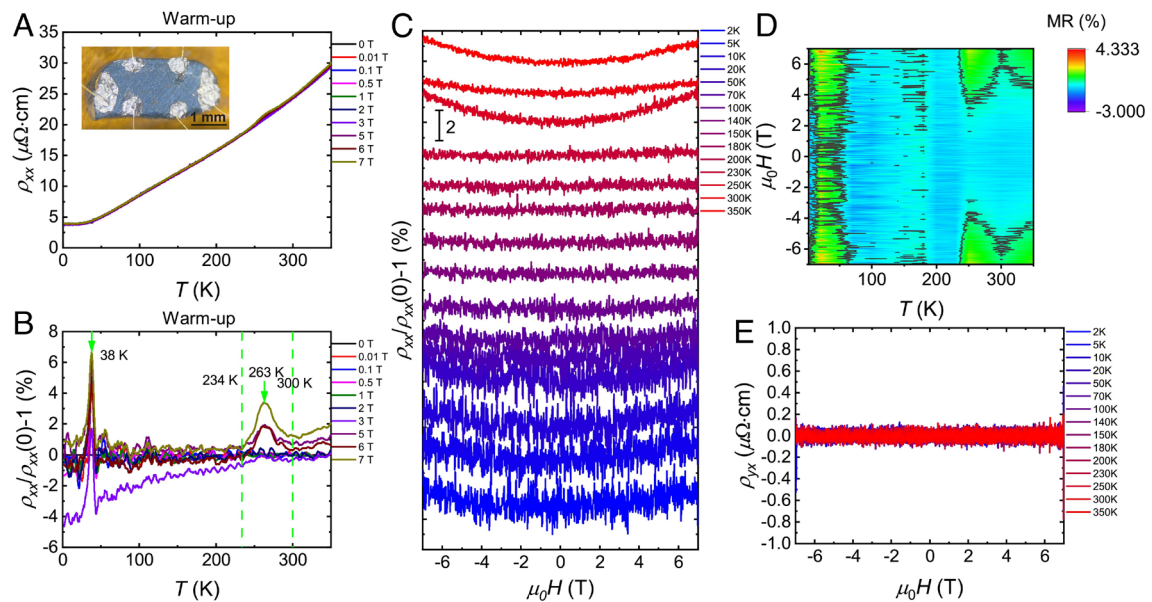 A
Warm-up
ρxx (μΩ·cm)
35
30
25
20
15
10
5
0
0 100 200 300
T (K)
1 mm
0 T
0.01 T
0.1 T
0.5 T
1 T
2 T
3 T
5 T
6 T
7 T
B
Warm-up
ρxx/ρxx(0)-1 (%)
8
6
4
2
0
-2
-4
-6
0 100 200 300
T (K)
38 K
234 K
263 K
300 K
0 T
0.01 T
0.1 T
0.5 T
1 T
2 T
3 T
5 T
6 T
7 T
C
ρxx/ρxx(0)-1 (%)
2
-6 -4 -2 0 2 4 6
μ0H (T)
2K
5K
10K
20K
50K
70K
100K
140K
150K
180K
200K
230K
250K
300K
350K
D
MR (%)
4.333
-3.000
μ0H (T)
6
4
2
0
-2
-4
-6
100 200 300
T (K)
E
ρyx (μΩ·cm)
1.0
0.8
0.6
0.4
0.2
0.0
-0.2
-0.4
-0.6
-0.8
-1.0
-6 -4 -2 0 2 4 6
μ0H (T)
2K
5K
10K
20K
50K
70K
100K
140K
150K
180K
200K
230K
250K
300K
350K